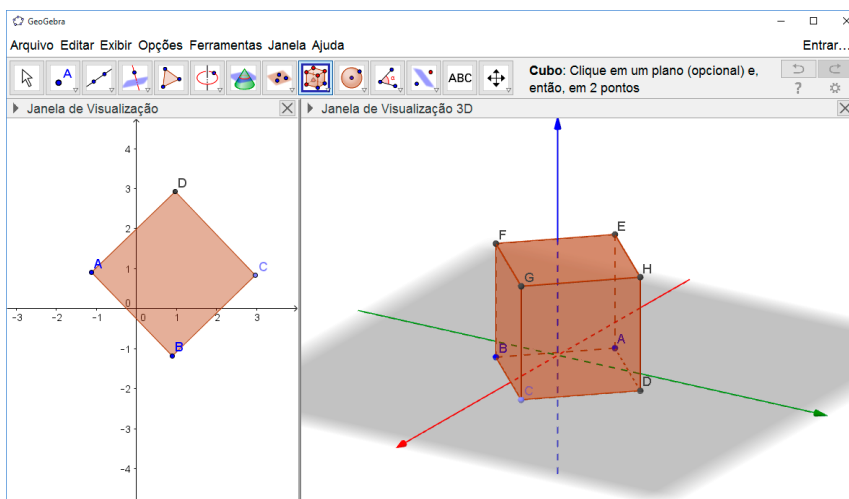 GeoGebra
Arquivo Editar Exibir Opções Ferramentas Janela Ajuda
Entrar...
A
ABC
Cubo: Clique em um plano (opcional) e,
então, em 2 pontos
?
Janela de Visualização
Janela de Visualização 3D
4
3
2
1
0
−1
−2
−3
−4
−3
−2
−1
0
1
2
3
D
A
C
B
F
E
G
H
B
A
C
D